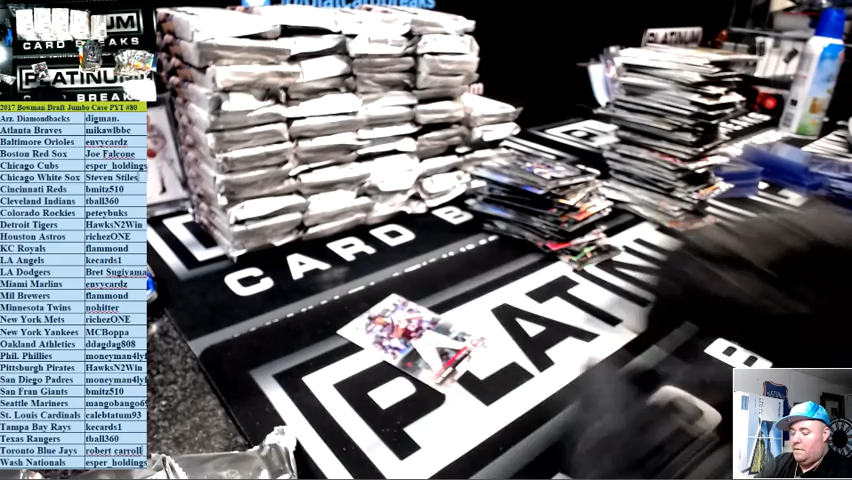 CARD BREAKS
PLATINUM
2017 Bowman Draft Jumbo Case PYT #80
Arz. Diamondbacks digman.
Atlanta Braves mikawlbbc
Baltimore Orioles envycardz
Boston Red Sox Joe Falcone
Chicago Cubs esper_holdings
Chicago White Sox Steven Stiles
Cincinnati Reds bmitz510
Cleveland Indians tball360
Colorado Rockies peteybuks
Detroit Tigers HawksN2Win
Houston Astros richezONE
KC Royals flammond
LA Angels kecards1
LA Dodgers Bret Sugiyama
Miami Marlins envycardz
Mil Brewers flammond
Minnesota Twins nohitter
New York Mets richezONE
New York Yankees MCBoppa
Oakland Athletics ddagdag808
Phil. Phillies moneyman4lyf
Pittsburgh Pirates HawksN2Win
San Diego Padres moneyman4lyf
San Fran Giants bmitz510
Seattle Mariners mangobango69
St. Louis Cardinals calebtatum93
Tampa Bay Rays kecards1
Texas Rangers tball360
Toronto Blue Jays robert carroll
Wash Nationals esper_holdings
CARD B
PLATINUM